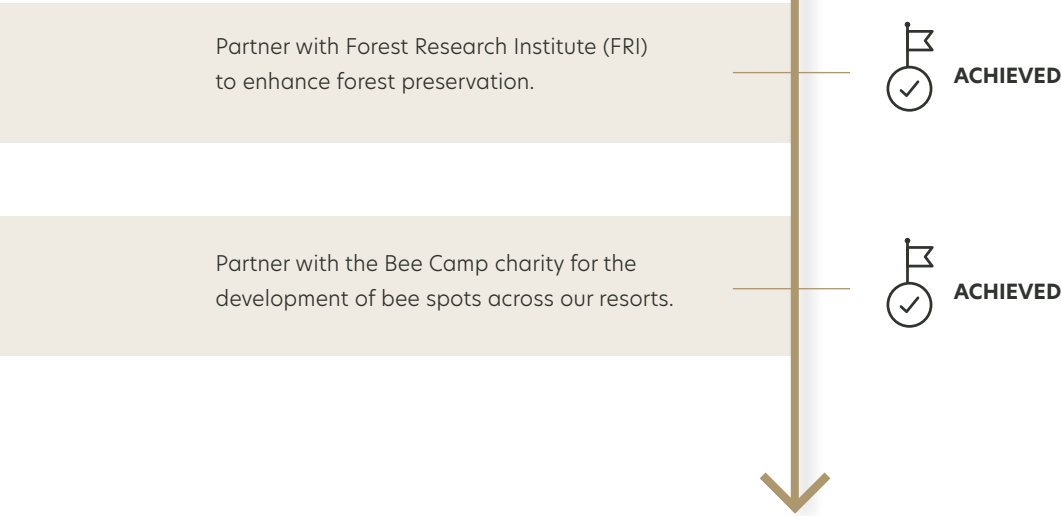 Partner with Forest Research Institute (FRI)
to enhance forest preservation.
ACHIEVED
Partner with the Bee Camp charity for the
development of bee spots across our resorts.
ACHIEVED